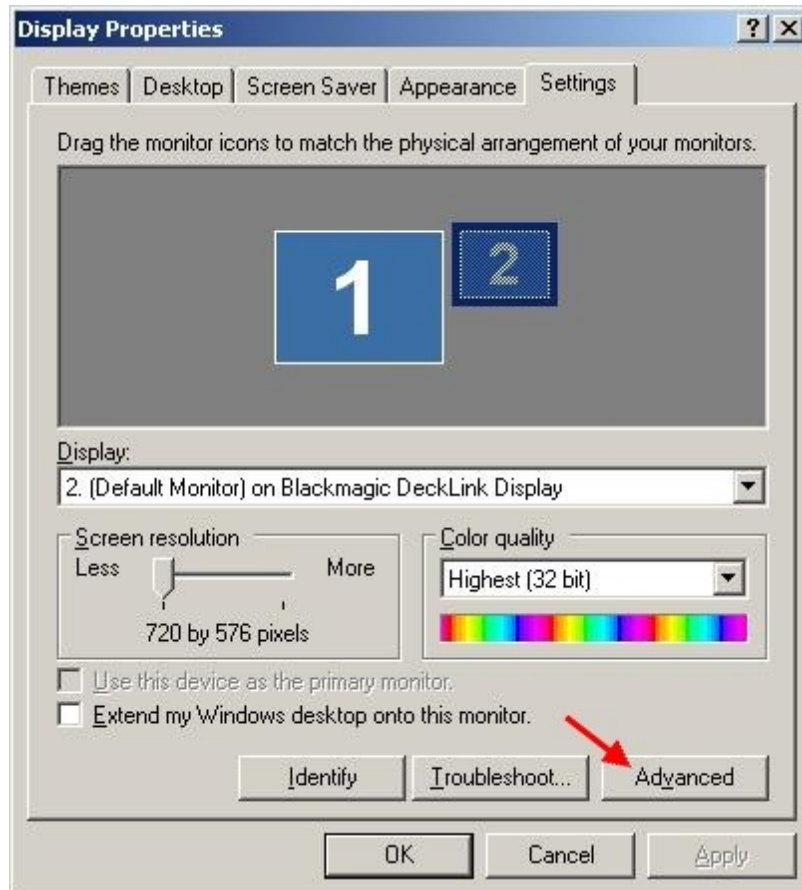 Display Properties
Themes Desktop Screen Saver Appearance Settings
Drag the monitor icons to match the physical arrangement of your monitors.
1 2
Display:
2. (Default Monitor) on Blackmagic DeckLink Display
Screen resolution
Less More
720 by 576 pixels
Color quality
Highest (32 bit)
Use this device as the primary monitor.
Extend my Windows desktop onto this monitor.
Identify Troubleshoot... Advanced
OK Cancel Apply